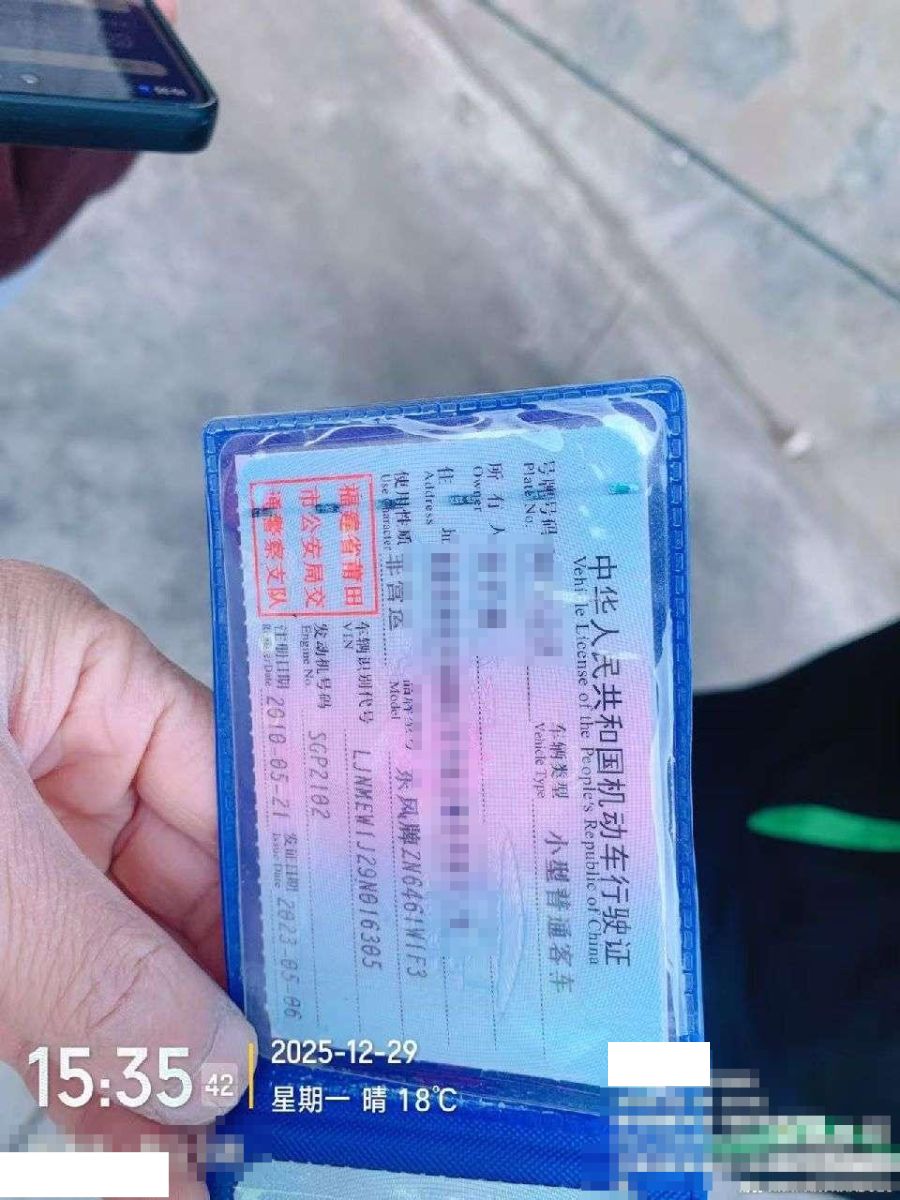 中华人民共和国机动车行驶证
Vehicle License of the People's Republic of China
号牌号码
Plate No.
车辆类型 小型普通客车
Vehicle Type
所有人
Owner
住址
Address
使用性质 非营运
Use Character
品牌型号 东风牌ZN6461W1F3
Model
车辆识别代号 LJNMEW1J29N016305
VIN
发动机号码 SGP2102
Engine No.
注册日期 2010-05-21
Register Date
发证日期 2023-05-06
Issue Date
福建省莆田
市公安局交
通警察支队
15:35 42
2025-12-29
星期一 晴 18℃